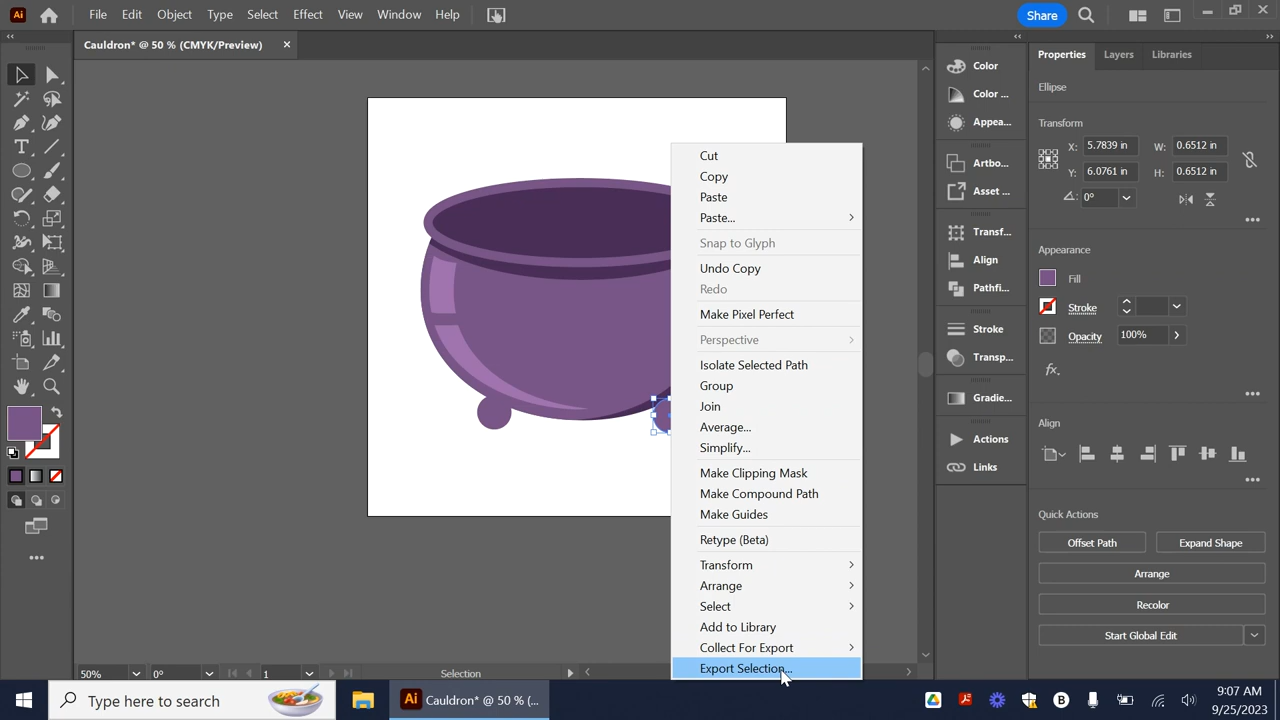 Ai File Edit Object Type Select Effect View Window Help Share
Cauldron* @ 50 % (CMYK/Preview)
Properties Layers Libraries
Ellipse
Transform
X: 5.7839 in W: 0.6512 in
Y: 6.0761 in H: 0.6512 in
0°
Appearance
Fill
Stroke
Opacity 100%
fx.
Align
Quick Actions
Offset Path Expand Shape
Arrange
Recolor
Start Global Edit
Color
Color ...
Appea...
Artbo...
Asset ...
Transf...
Align
Pathfi...
Stroke
Transp...
Gradie...
Actions
Links
Cut
Copy
Paste
Paste...
Snap to Glyph
Undo Copy
Redo
Make Pixel Perfect
Perspective
Isolate Selected Path
Group
Join
Average...
Simplify...
Make Clipping Mask
Make Compound Path
Make Guides
Retype (Beta)
Transform
Arrange
Select
Add to Library
Collect For Export
Export Selection...
50% 0° 1 Selection
Type here to search
Ai Cauldron* @ 50 % (...
9:07 AM
9/25/2023